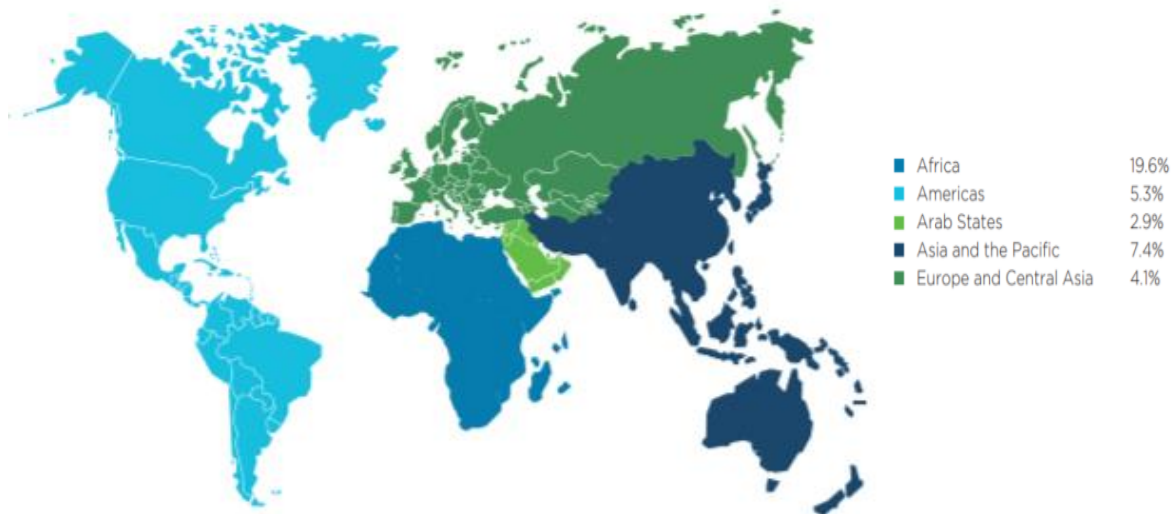 Africa 19.6%
Americas 5.3%
Arab States 2.9%
Asia and the Pacific 7.4%
Europe and Central Asia 4.1%